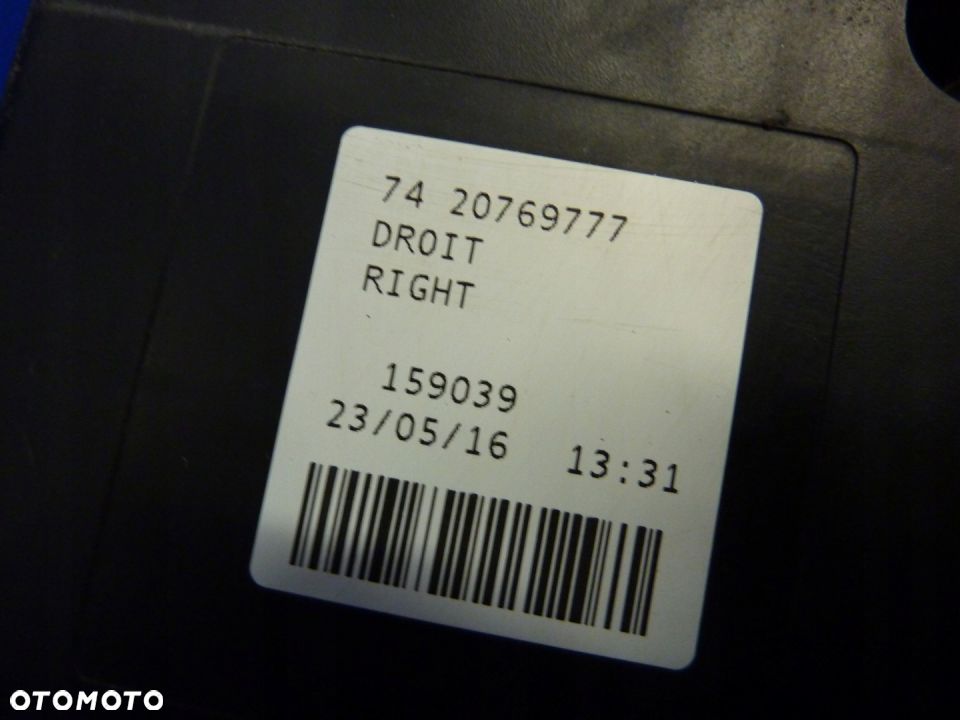 74 20769777
DROIT
RIGHT
159039
23/05/16 13:31
OTOMOTO